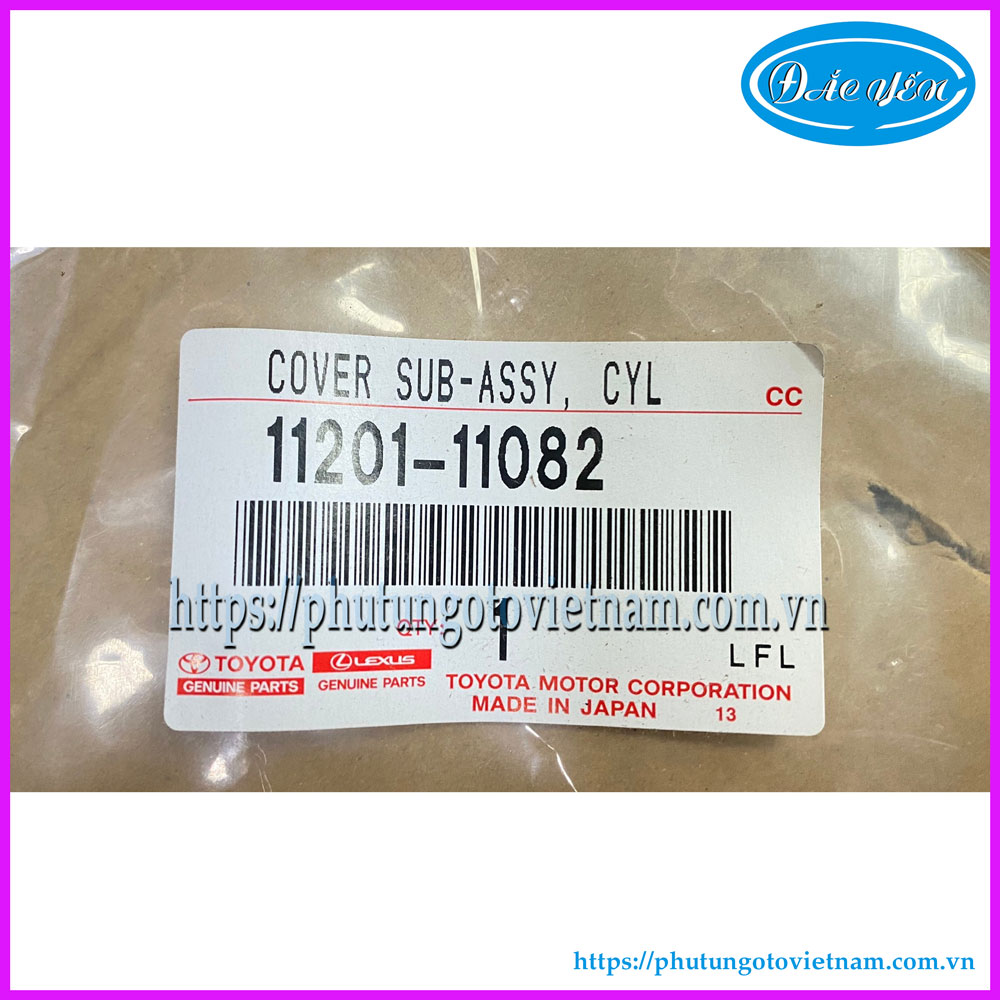 ĐẮC YẾN
COVER SUB-ASSY, CYL
CC
11201-11082
https://phutungotovietnam.com.vn
QTY: 1
TOYOTA
GENUINE PARTS
LEXUS
GENUINE PARTS
LFL
TOYOTA MOTOR CORPORATION
MADE IN JAPAN 13
https://phutungotovietnam.com.vn